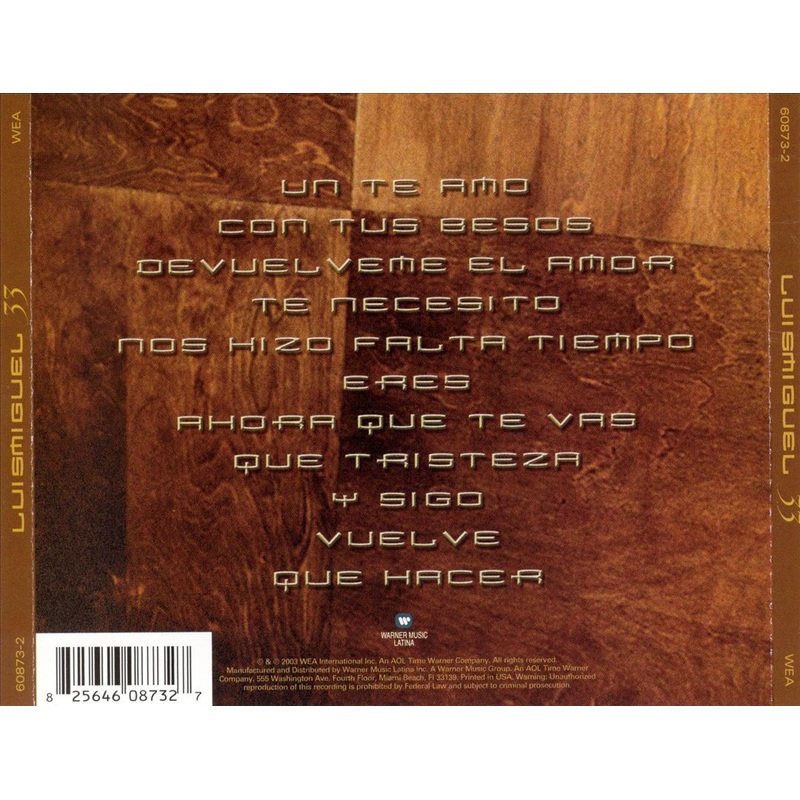 WEA
LUISMIGUEL 33
60873-2
UN TE AMO
CON TUS BESOS
DEVUELVEME EL AMOR
TE NECESITO
NOS HIZO FALTA TIEMPO
ERES
AHORA QUE TE VAS
QUE TRISTEZA
Y SIGO
VUELVE
QUE HACER
WARNER MUSIC
LATINA
℗ & © 2003 WEA International Inc. An AOL Time Warner Company. All rights reserved.
Manufactured and Distributed by Warner Music Latina Inc. A Warner Music Group. An AOL Time Warner
Company. 555 Washington Ave. Fourth Floor, Miami Beach, Fl 33139. Printed in USA. Warning: Unauthorized
reproduction of this recording is prohibited by Federal Law and subject to criminal prosecution.
8 25646 08732 7
60873-2
LUISMIGUEL 33
WEA